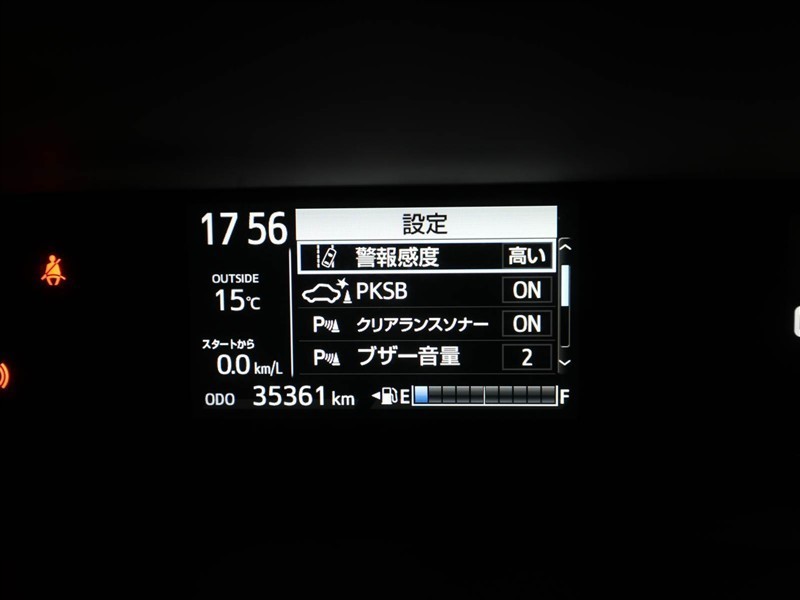 17 56
設定
警報感度 高い
OUTSIDE
15℃
PKSB ON
P クリアランスソナー ON
スタートから
0.0 km/L
P ブザー音量 2
ODO 35361 km
E F